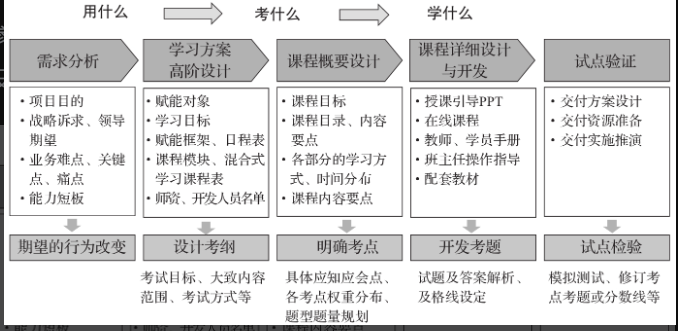 用什么
考什么
学什么
需求分析
学习方案
高阶设计
课程概要设计
课程详细设计
与开发
试点验证
・项目目的
・战略诉求、领导
期望
・业务难点、关键
点、痛点
・能力短板
・赋能对象
・学习目标
・赋能框架、日程表
・课程模块、混合式
学习课程表
・师资、开发人员名单
・课程目标
・课程目录、内容
要点
・各部分的学习方
式、时间分布
・课程内容要点
・授课引导PPT
・在线课程
・教师、学员手册
・班主任操作指导
・配套教材
・交付方案设计
・交付资源准备
・交付实施推演
期望的行为改变
设计考纲
明确考点
开发考题
试点检验
考试目标、大致内容
范围、考试方式等
具体应知应会点、
各考点权重分布、
题型题量规划
试题及答案解析、
及格线设定
模拟测试、修订考
点考题或分数线等